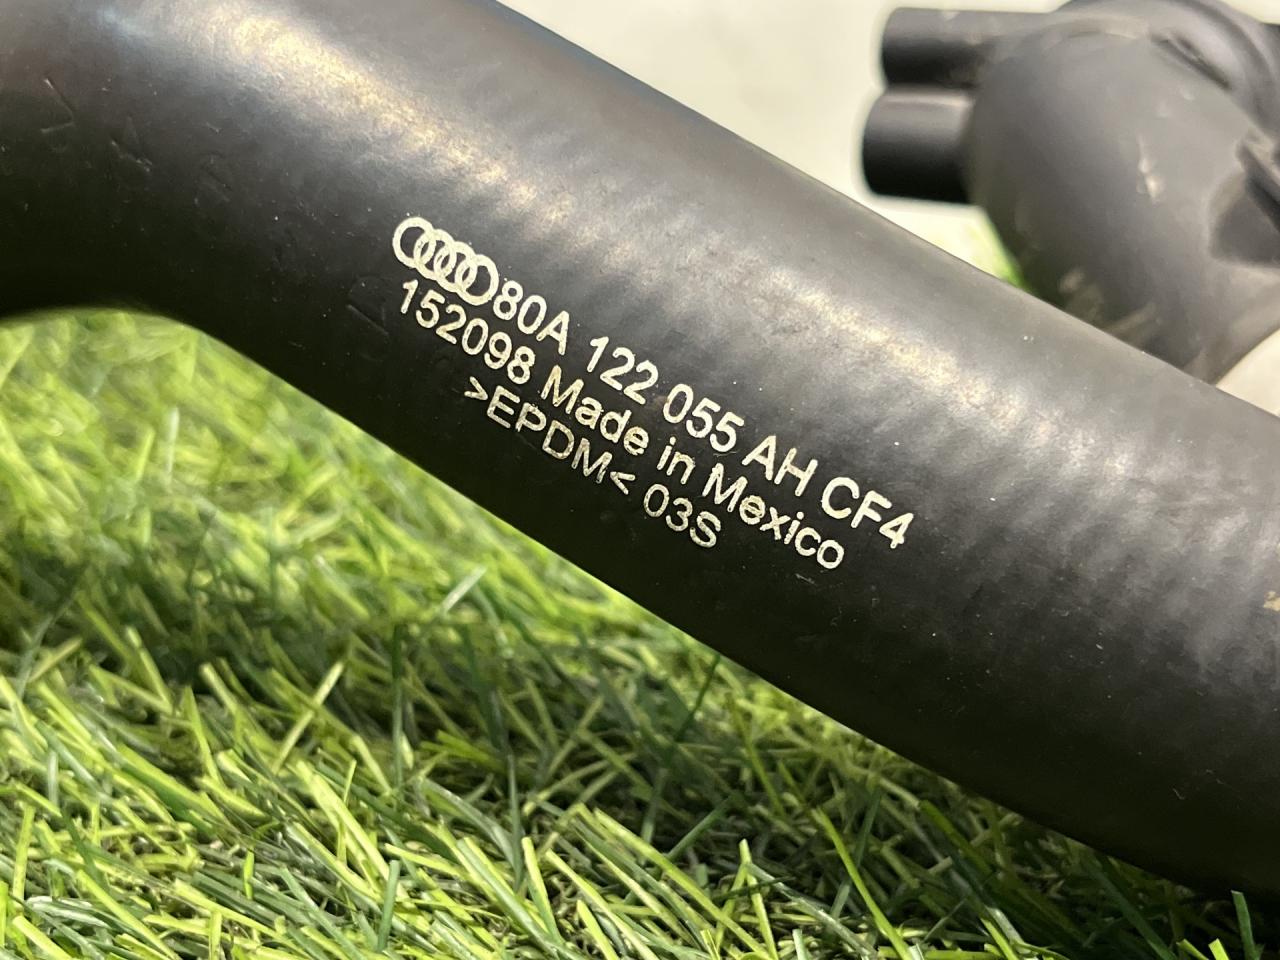 80A 122 055 AH CF4
152098 Made in Mexico
>EPDM< 03S